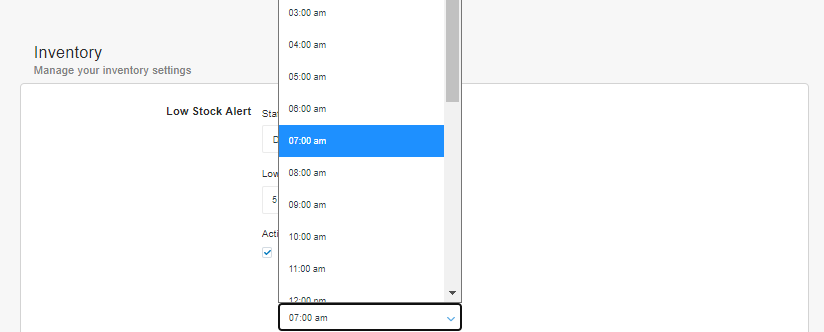 03:00 am
04:00 am
Inventory
Manage your inventory settings
05:00 am
06:00 am
Low Stock Alert
07:00 am
08:00 am
Low
5
09:00 am
10:00 am
11:00 am
12:00 pm
07:00 am